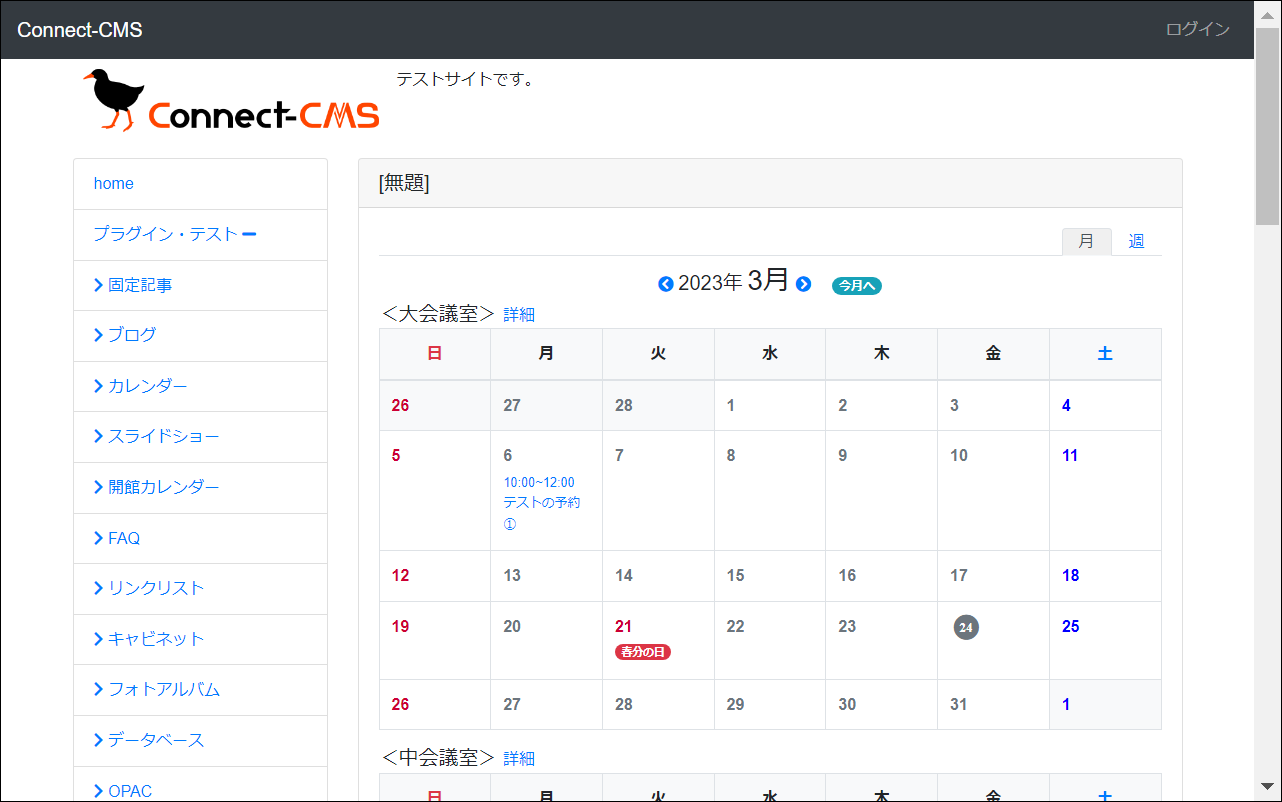 Connect-CMS
ログイン
Connect-CMS
テストサイトです。
home
プラグイン・テスト
固定記事
ブログ
カレンダー
スライドショー
開館カレンダー
FAQ
リンクリスト
キャビネット
フォトアルバム
データベース
OPAC
[無題]
月 週
2023年 3月 今月へ
＜大会議室＞ 詳細
日 月 火 水 木 金 土
26 27 28 1 2 3 4
5 6 7 8 9 10 11
10:00~12:00
テストの予約
①
12 13 14 15 16 17 18
19 20 21 22 23 24 25
春分の日
26 27 28 29 30 31 1
＜中会議室＞ 詳細
日 月 火 水 木 金 土